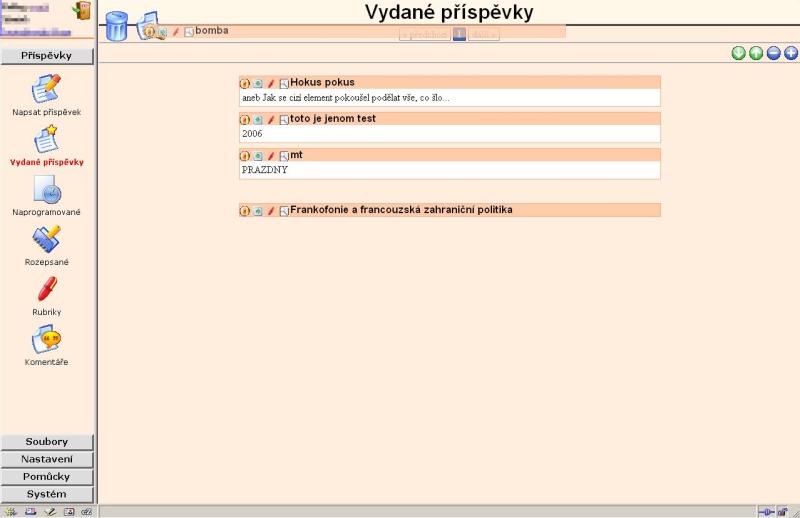 Vydané příspěvky
bomba
« předchozí 1 další »
Příspěvky
Napsat příspěvek
Vydané příspěvky
Naprogramované
Rozepsané
Rubriky
Komentáře
Soubory
Nastavení
Pomůcky
Systém
Hokus pokus
aneb Jak se cizí element pokoušel podělat vše, co šlo...
toto je jenom test
2006
mt
PRAZDNY
Frankofonie a francouzská zahraniční politika